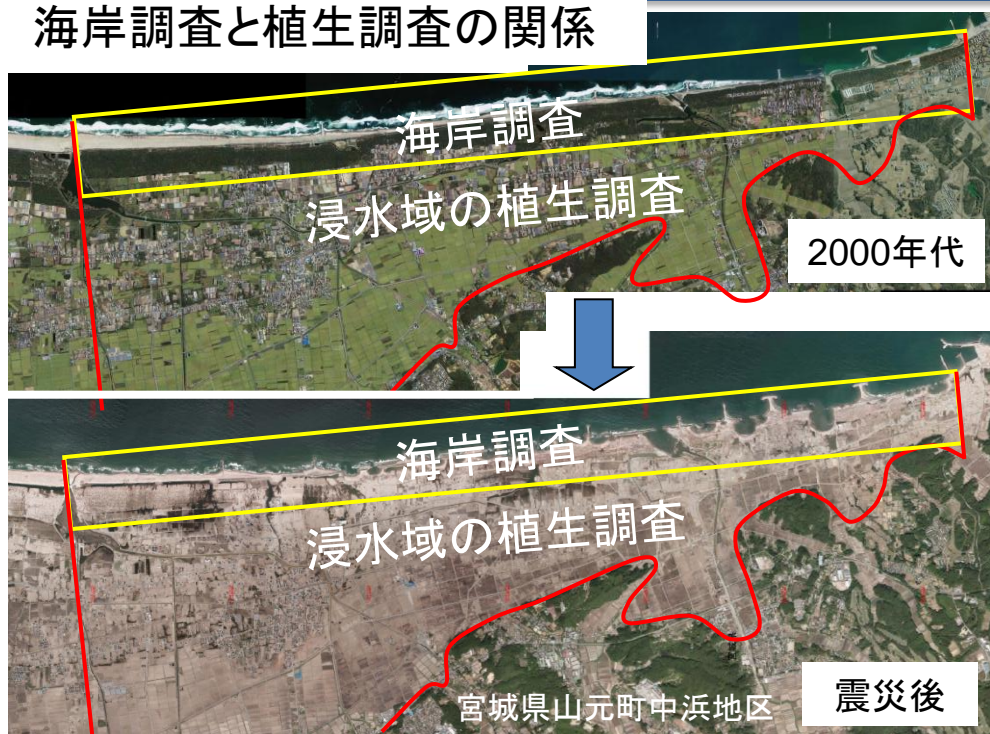 海岸調査と植生調査の関係
海岸調査
浸水域の植生調査
2000年代
海岸調査
浸水域の植生調査
宮城県山元町中浜地区
震災後